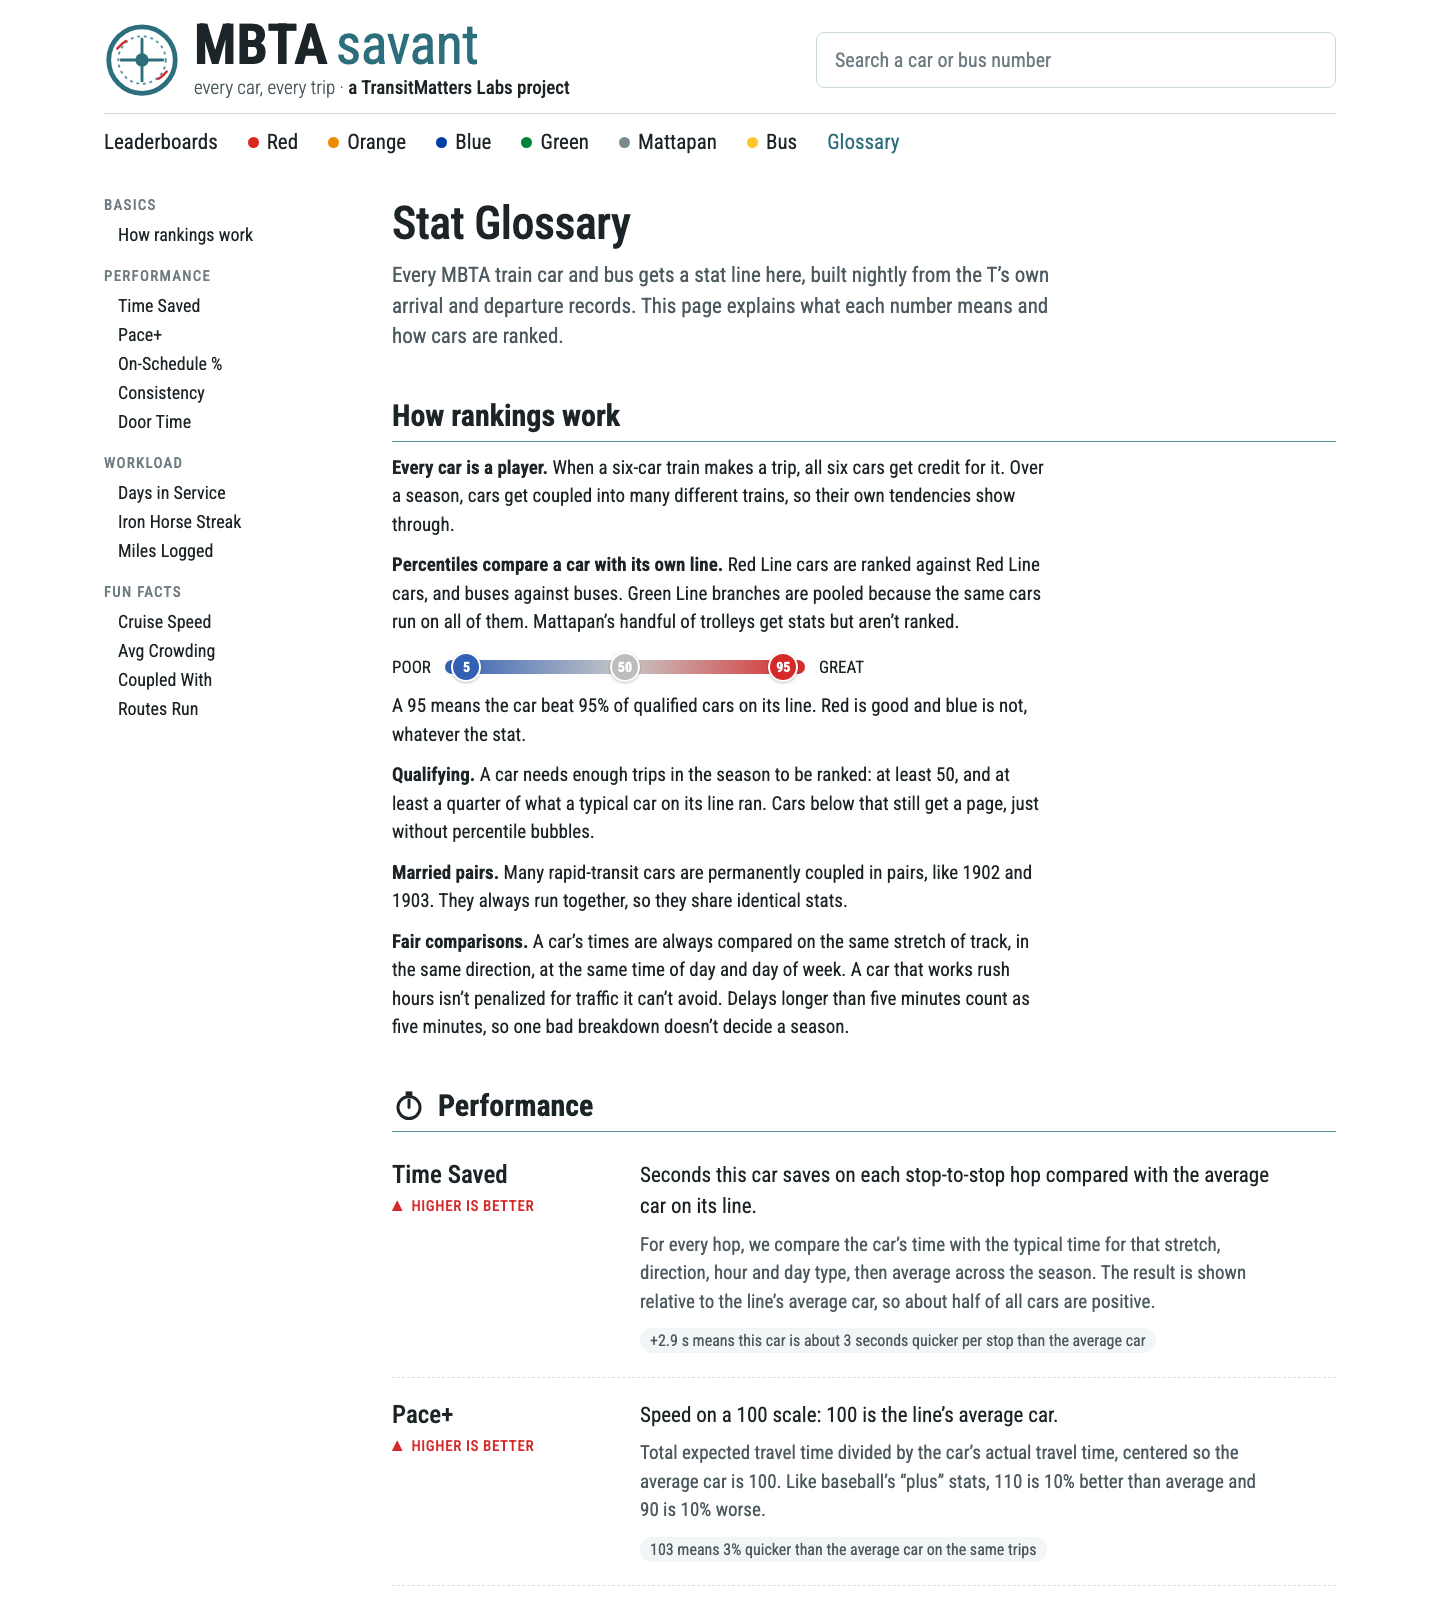 MBTA savant
every car, every trip · a TransitMatters Labs project
Search a car or bus number
Leaderboards Red Orange Blue Green Mattapan Bus Glossary
BASICS
How rankings work
PERFORMANCE
Time Saved
Pace+
On-Schedule %
Consistency
Door Time
WORKLOAD
Days in Service
Iron Horse Streak
Miles Logged
FUN FACTS
Cruise Speed
Avg Crowding
Coupled With
Routes Run
Stat Glossary
Every MBTA train car and bus gets a stat line here, built nightly from the T’s own
arrival and departure records. This page explains what each number means and
how cars are ranked.
How rankings work
Every car is a player. When a six-car train makes a trip, all six cars get credit for it. Over
a season, cars get coupled into many different trains, so their own tendencies show
through.
Percentiles compare a car with its own line. Red Line cars are ranked against Red Line
cars, and buses against buses. Green Line branches are pooled because the same cars
run on all of them. Mattapan’s handful of trolleys get stats but aren’t ranked.
POOR 5 50 95 GREAT
A 95 means the car beat 95% of qualified cars on its line. Red is good and blue is not,
whatever the stat.
Qualifying. A car needs enough trips in the season to be ranked: at least 50, and at
least a quarter of what a typical car on its line ran. Cars below that still get a page, just
without percentile bubbles.
Married pairs. Many rapid-transit cars are permanently coupled in pairs, like 1902 and
1903. They always run together, so they share identical stats.
Fair comparisons. A car’s times are always compared on the same stretch of track, in
the same direction, at the same time of day and day of week. A car that works rush
hours isn’t penalized for traffic it can’t avoid. Delays longer than five minutes count as
five minutes, so one bad breakdown doesn’t decide a season.
Performance
Time Saved
▲ HIGHER IS BETTER
Seconds this car saves on each stop-to-stop hop compared with the average
car on its line.
For every hop, we compare the car’s time with the typical time for that stretch,
direction, hour and day type, then average across the season. The result is shown
relative to the line’s average car, so about half of all cars are positive.
+2.9 s means this car is about 3 seconds quicker per stop than the average car
Pace+
▲ HIGHER IS BETTER
Speed on a 100 scale: 100 is the line’s average car.
Total expected travel time divided by the car’s actual travel time, centered so the
average car is 100. Like baseball’s “plus” stats, 110 is 10% better than average and
90 is 10% worse.
103 means 3% quicker than the average car on the same trips